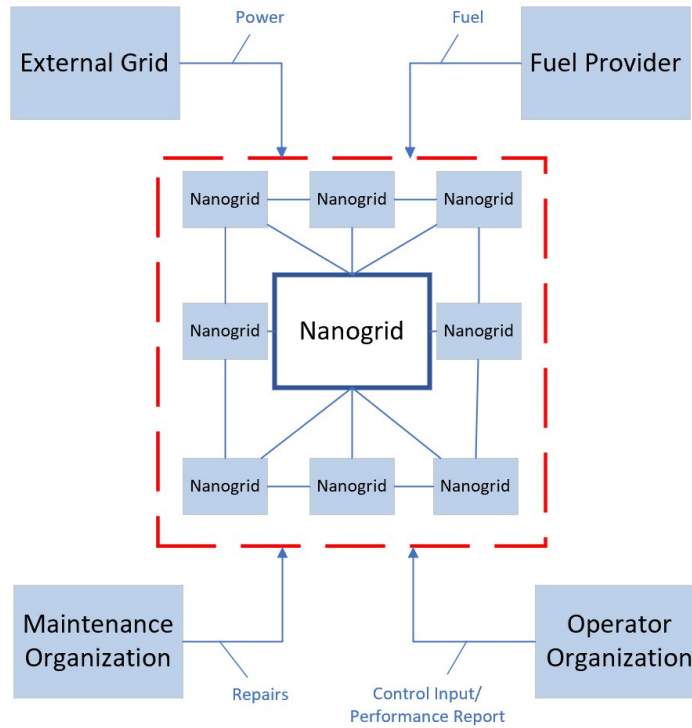 Power
Fuel
External Grid
Fuel Provider
Nanogrid
Nanogrid
Nanogrid
Nanogrid
Nanogrid
Nanogrid
Nanogrid
Nanogrid
Nanogrid
Maintenance
Organization
Operator
Organization
Repairs
Control Input/
Performance Report